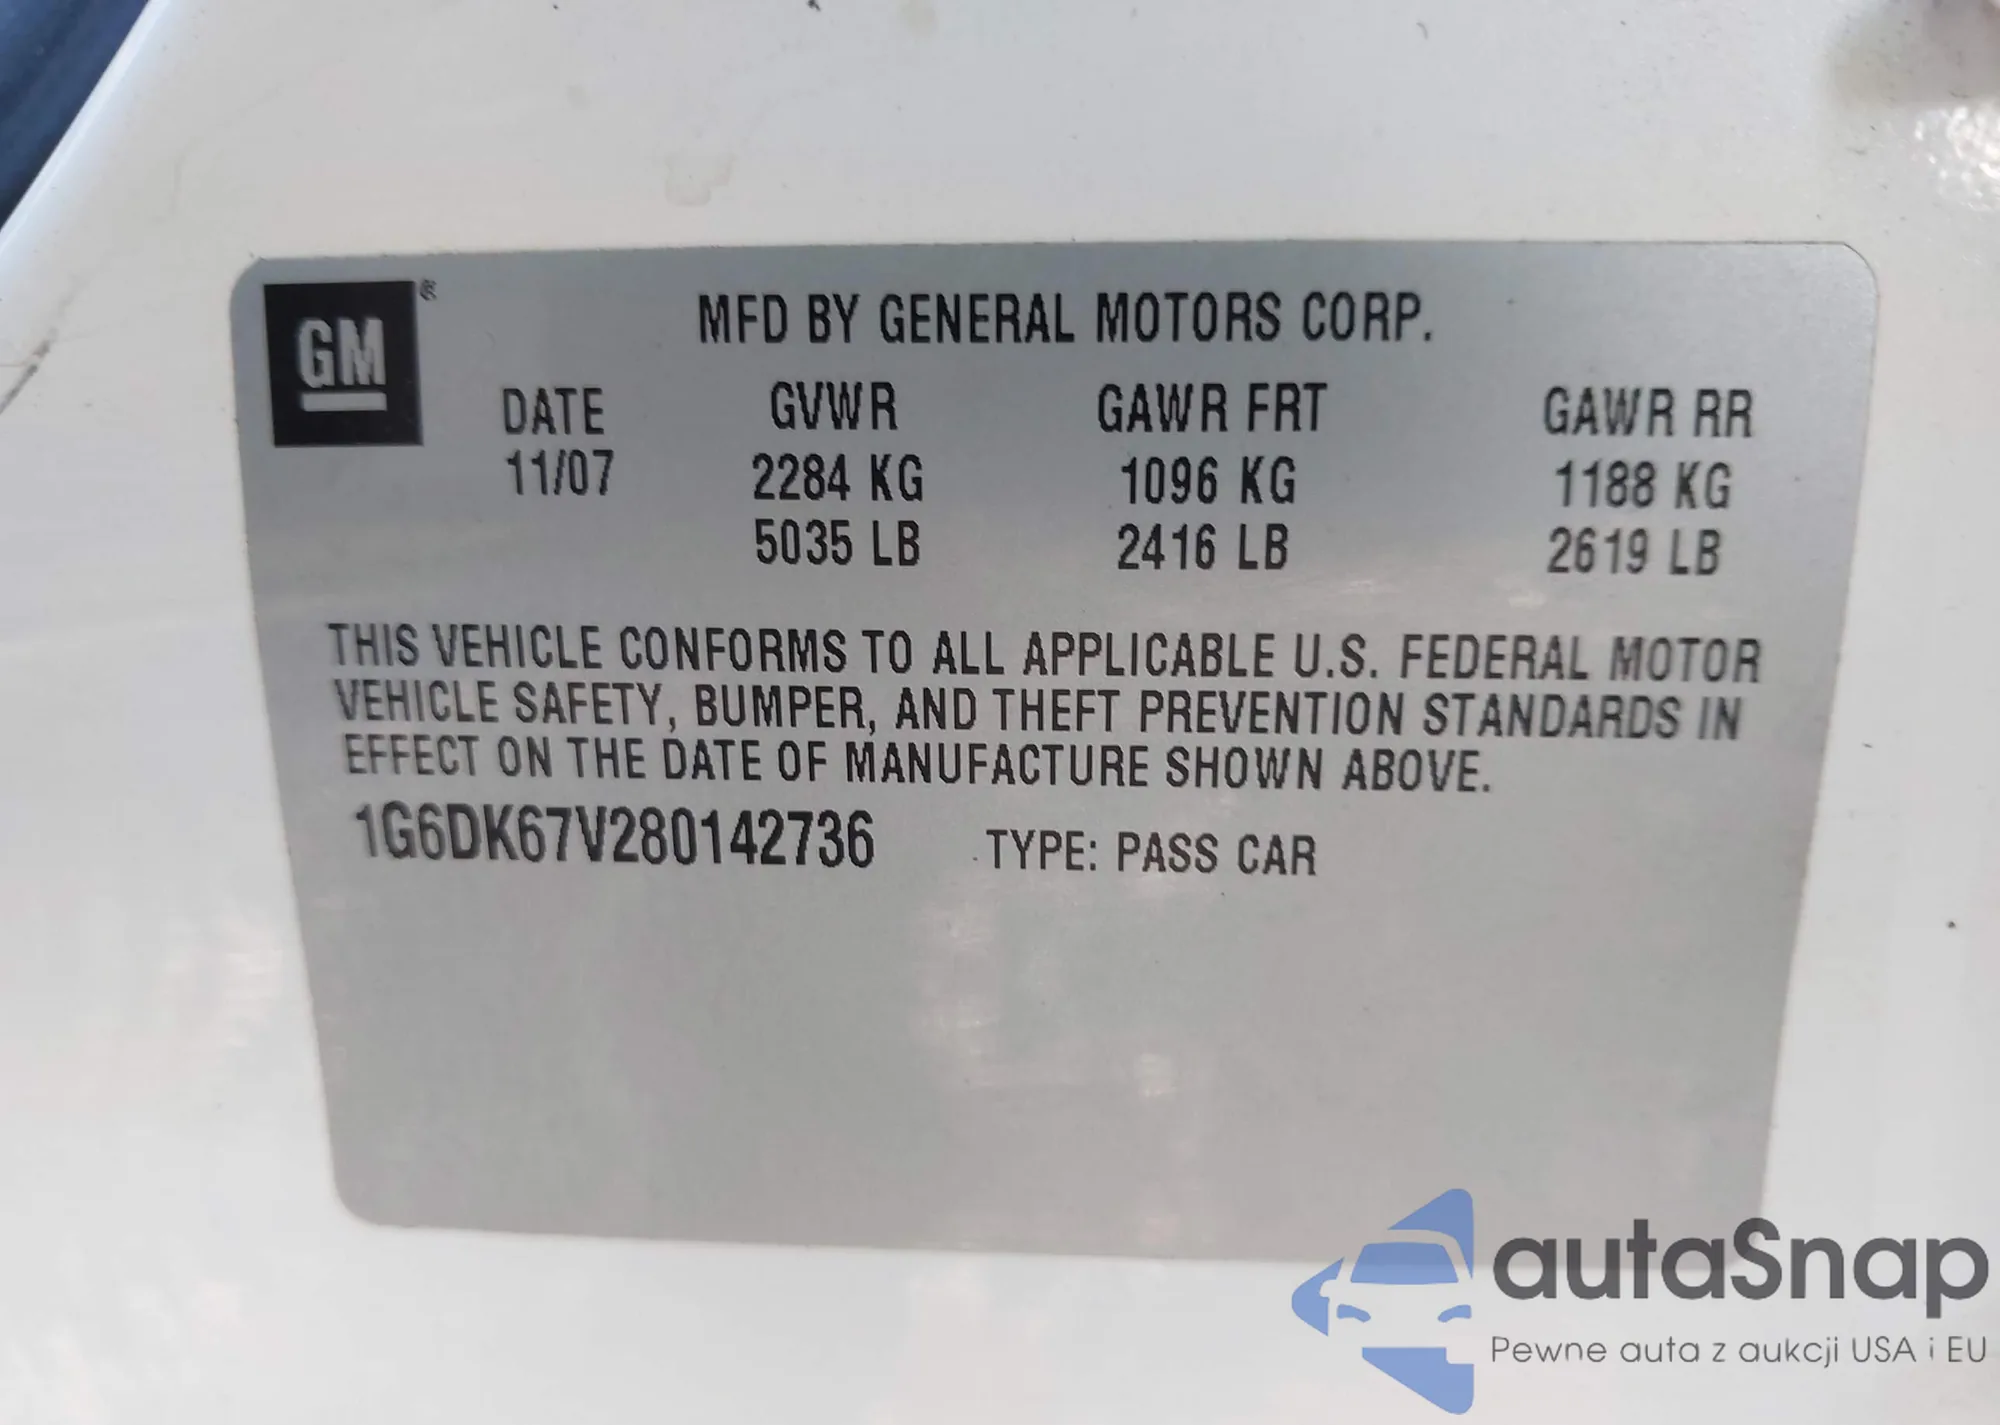 GM®
MFD BY GENERAL MOTORS CORP.
DATE GVWR GAWR FRT GAWR RR
11/07 2284 KG 1096 KG 1188 KG
5035 LB 2416 LB 2619 LB
THIS VEHICLE CONFORMS TO ALL APPLICABLE U.S. FEDERAL MOTOR
VEHICLE SAFETY, BUMPER, AND THEFT PREVENTION STANDARDS IN
EFFECT ON THE DATE OF MANUFACTURE SHOWN ABOVE.
1G6DK67V280142736 TYPE: PASS CAR
autaSnap
Pewne auta z aukcji USA i EU